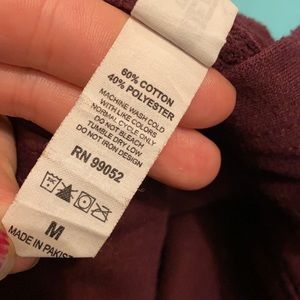 60% COTTON
40% POLYESTER
MACHINE WASH COLD
WITH LIKE COLORS
NORMAL CYCLE ONLY
DO NOT BLEACH
TUMBLE DRY LOW
DO NOT IRON DESIGN
RN 99052
M
MADE IN PAKIST